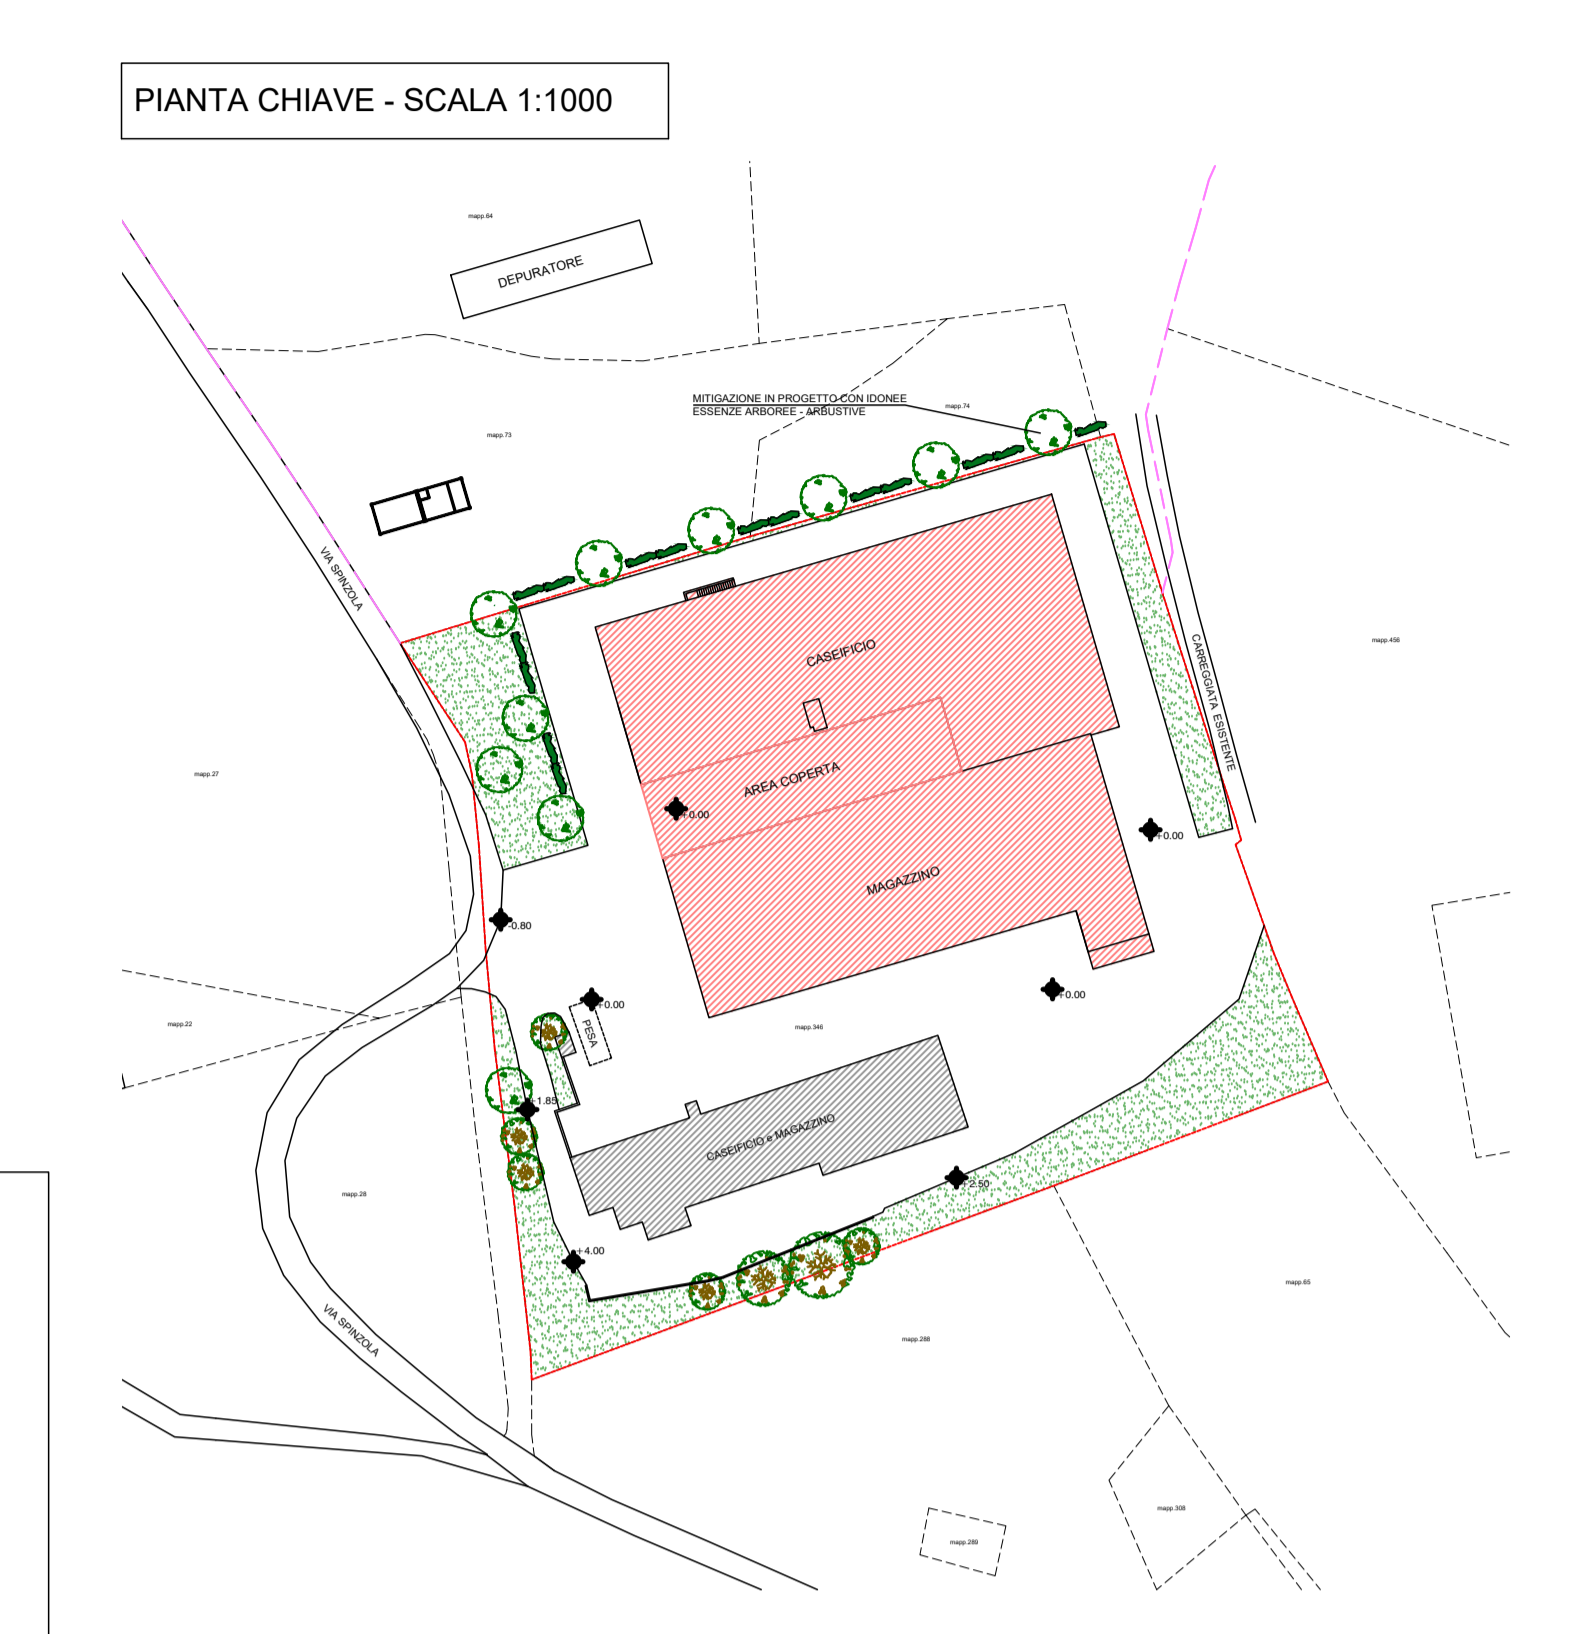 PIANTA CHIAVE - SCALA 1:1000
mapp.64
DEPURATORE
MITIGAZIONE IN PROGETTO CON IDONEE
ESSENZE ARBOREE - ARBUSTIVE
mapp.74
mapp.73
VIA SPINZOLA
CASEIFICIO
CARREGGIATA ESISTENTE
mapp.456
mapp.27
AREA COPERTA
+0.00
+0.00
MAGAZZINO
-0.80
+0.00
+0.00
PESA
mapp.22
mapp.346
+1.85
CASEIFICIO e MAGAZZINO
+2.50
mapp.28
+4.00
mapp.65
VIA SPINZOLA
mapp.288
mapp.308
mapp.289